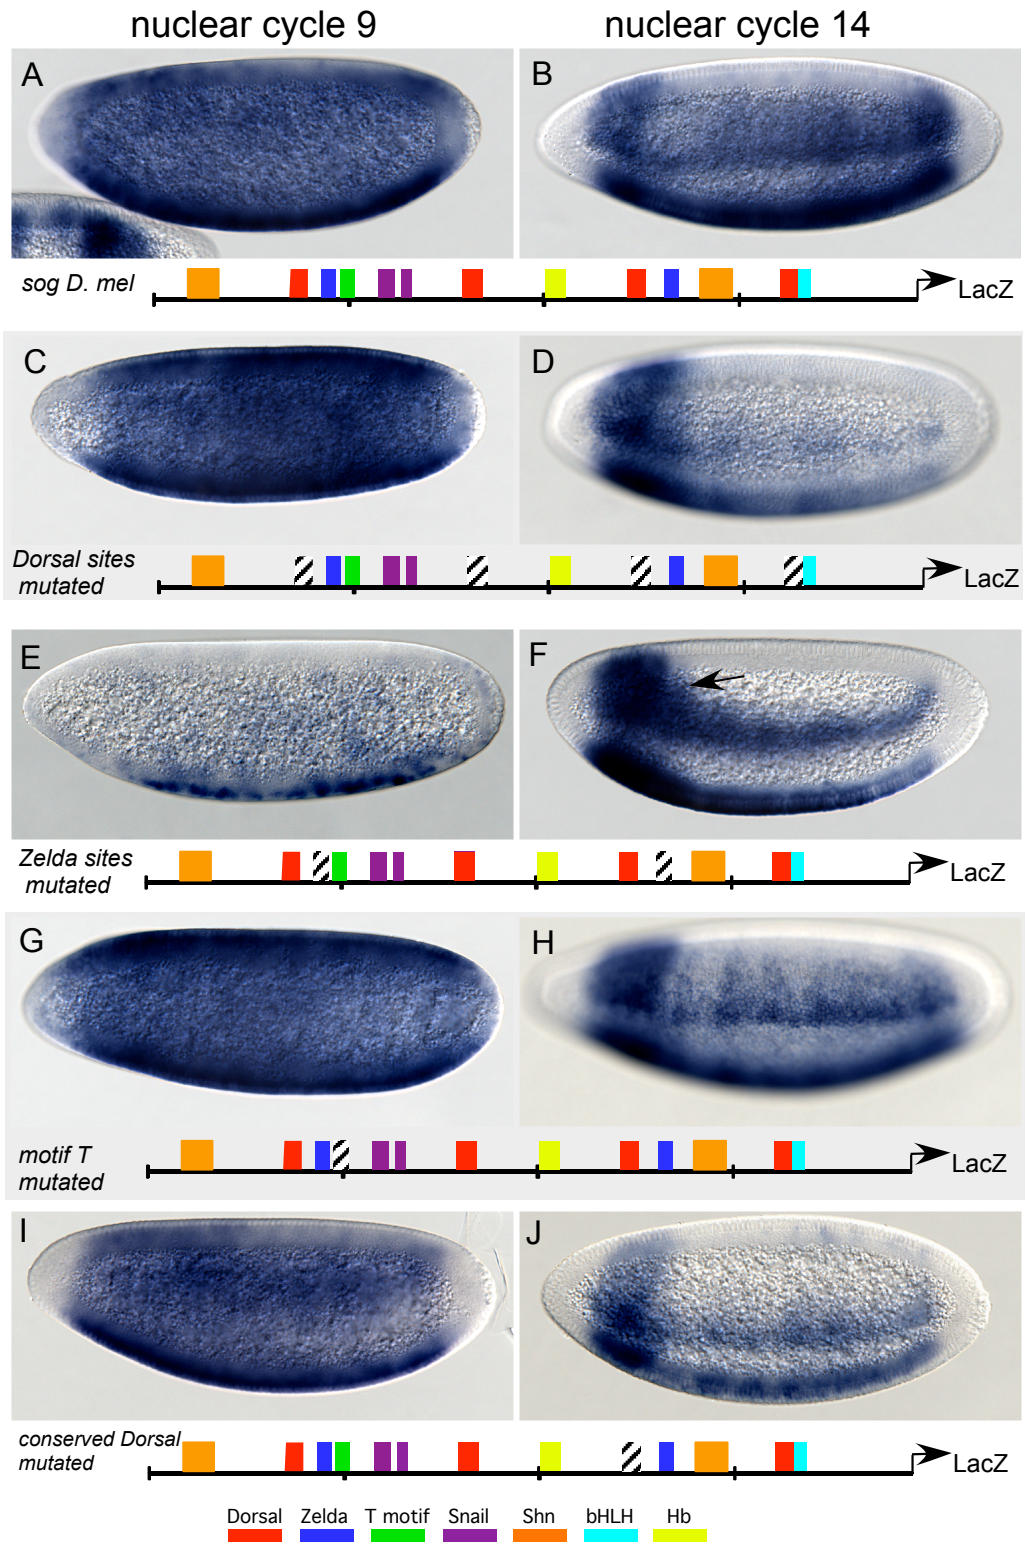 nuclear cycle 9 nuclear cycle 14
A B
sog D. mel LacZ
C D
Dorsal sites
mutated LacZ
E F
Zelda sites
mutated LacZ
G H
motif T
mutated LacZ
I J
conserved Dorsal
mutated LacZ
Dorsal Zelda T motif Snail Shn bHLH Hb